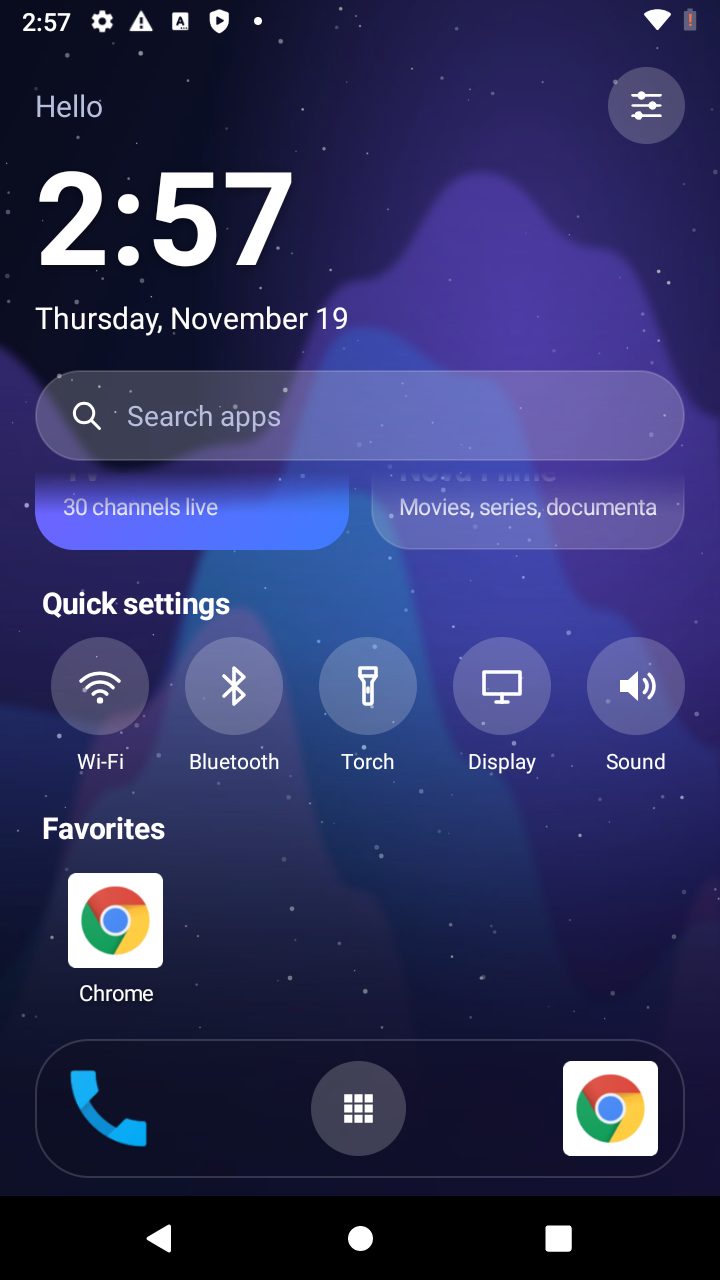 2:57
Hello
2:57
Thursday, November 19
Search apps
30 channels live
Movies, series, documenta
Quick settings
Wi-Fi
Bluetooth
Torch
Display
Sound
Favorites
Chrome